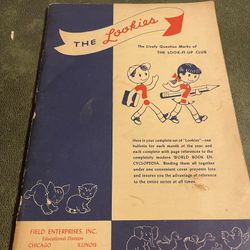 THE Lookies
The Lively Question Marks of
THE LOOK-IT-UP CLUB
Here is your complete set of "Lookies"—one
bulletin for each month of the year, and
each complete with page references to the
completely modern WORLD BOOK EN-
CYCLOPEDIA. Binding them all together
under one convenient cover prevents loss
and insures you the advantage of reference
to the entire series at all times.
FIELD ENTERPRISES, INC.
Educational Division
CHICAGO ILLINOIS